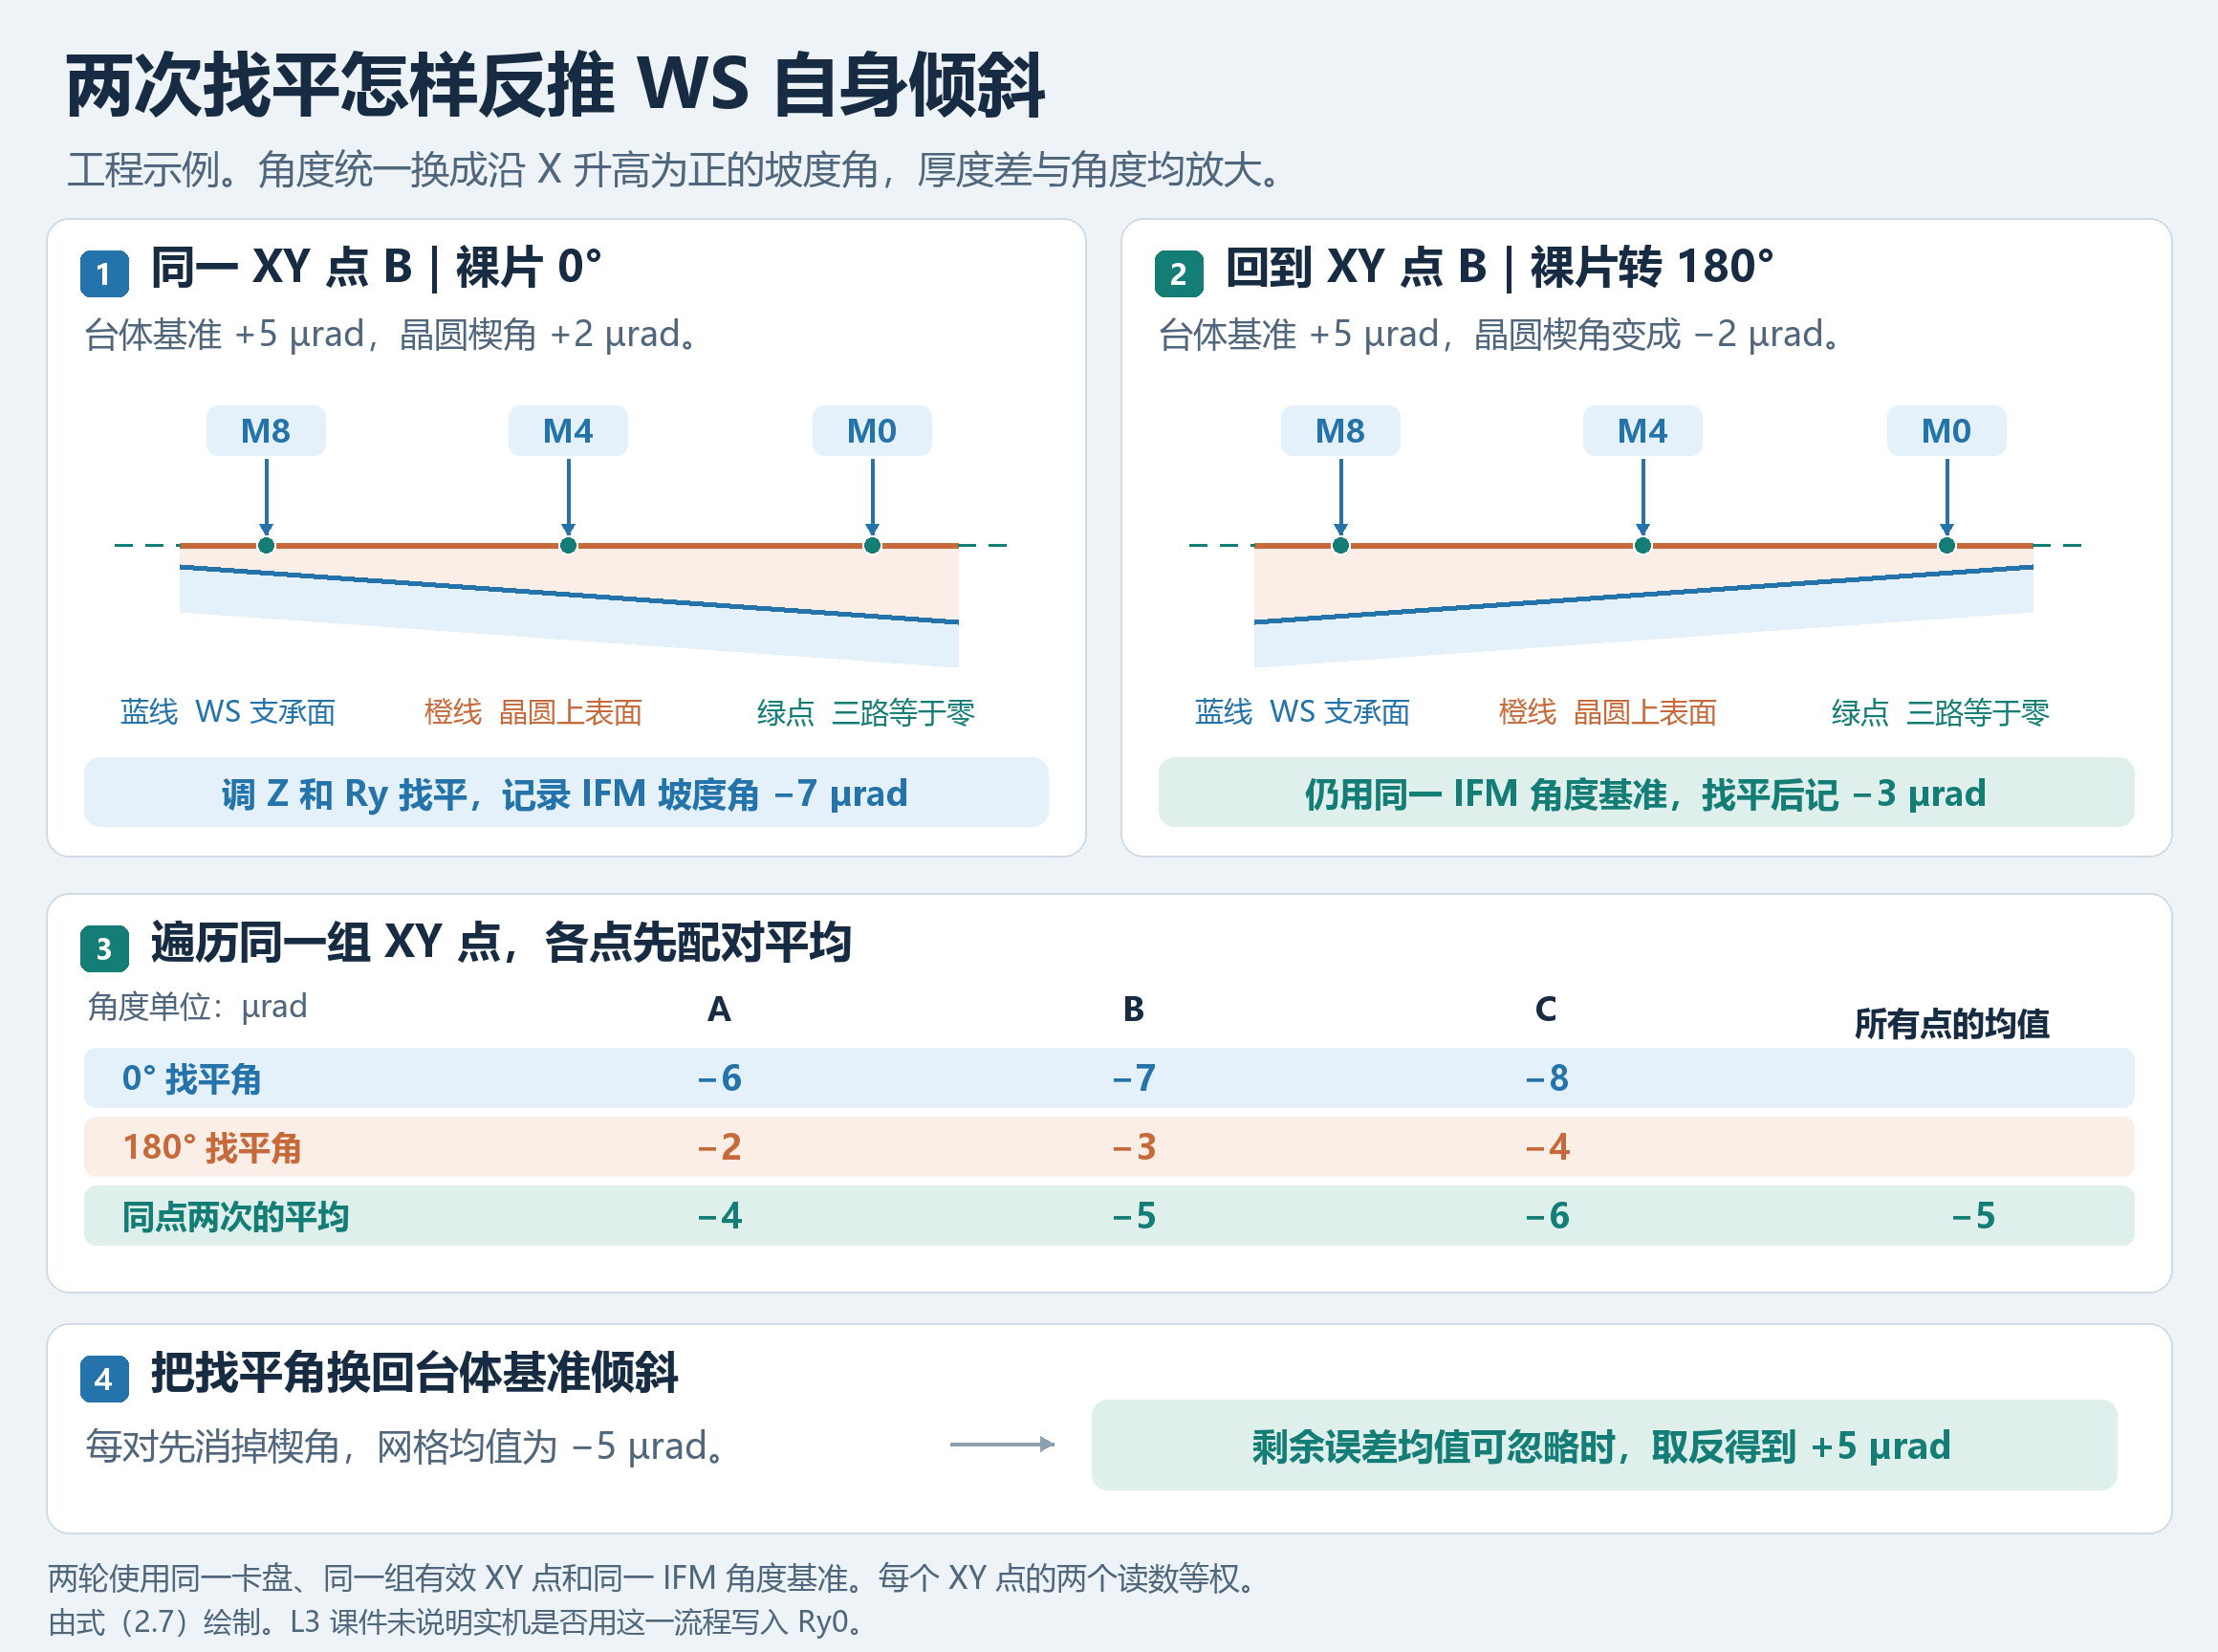 两次找平怎样反推 WS 自身倾斜
工程示例。角度统一换成沿 X 升高为正的坡度角，厚度差与角度均放大。
1 同一 XY 点 B | 裸片 0°
台体基准 +5 μrad，晶圆楔角 +2 μrad。
M8 M4 M0
蓝线 WS 支承面 橙线 晶圆上表面 绿点 三路等于零
调 Z 和 Ry 找平，记录 IFM 坡度角 −7 μrad
2 回到 XY 点 B | 裸片转 180°
台体基准 +5 μrad，晶圆楔角变成 −2 μrad。
M8 M4 M0
蓝线 WS 支承面 橙线 晶圆上表面 绿点 三路等于零
仍用同一 IFM 角度基准，找平后记 −3 μrad
3 遍历同一组 XY 点，各点先配对平均
角度单位：μrad A B C 所有点的均值
0° 找平角 −6 −7 −8
180° 找平角 −2 −3 −4
同点两次的平均 −4 −5 −6 −5
4 把找平角换回台体基准倾斜
每对先消掉楔角，网格均值为 −5 μrad。
剩余误差均值可忽略时，取反得到 +5 μrad
两轮使用同一卡盘、同一组有效 XY 点和同一 IFM 角度基准。每个 XY 点的两个读数等权。
由式（2.7）绘制。L3 课件未说明实机是否用这一流程写入 Ry0。